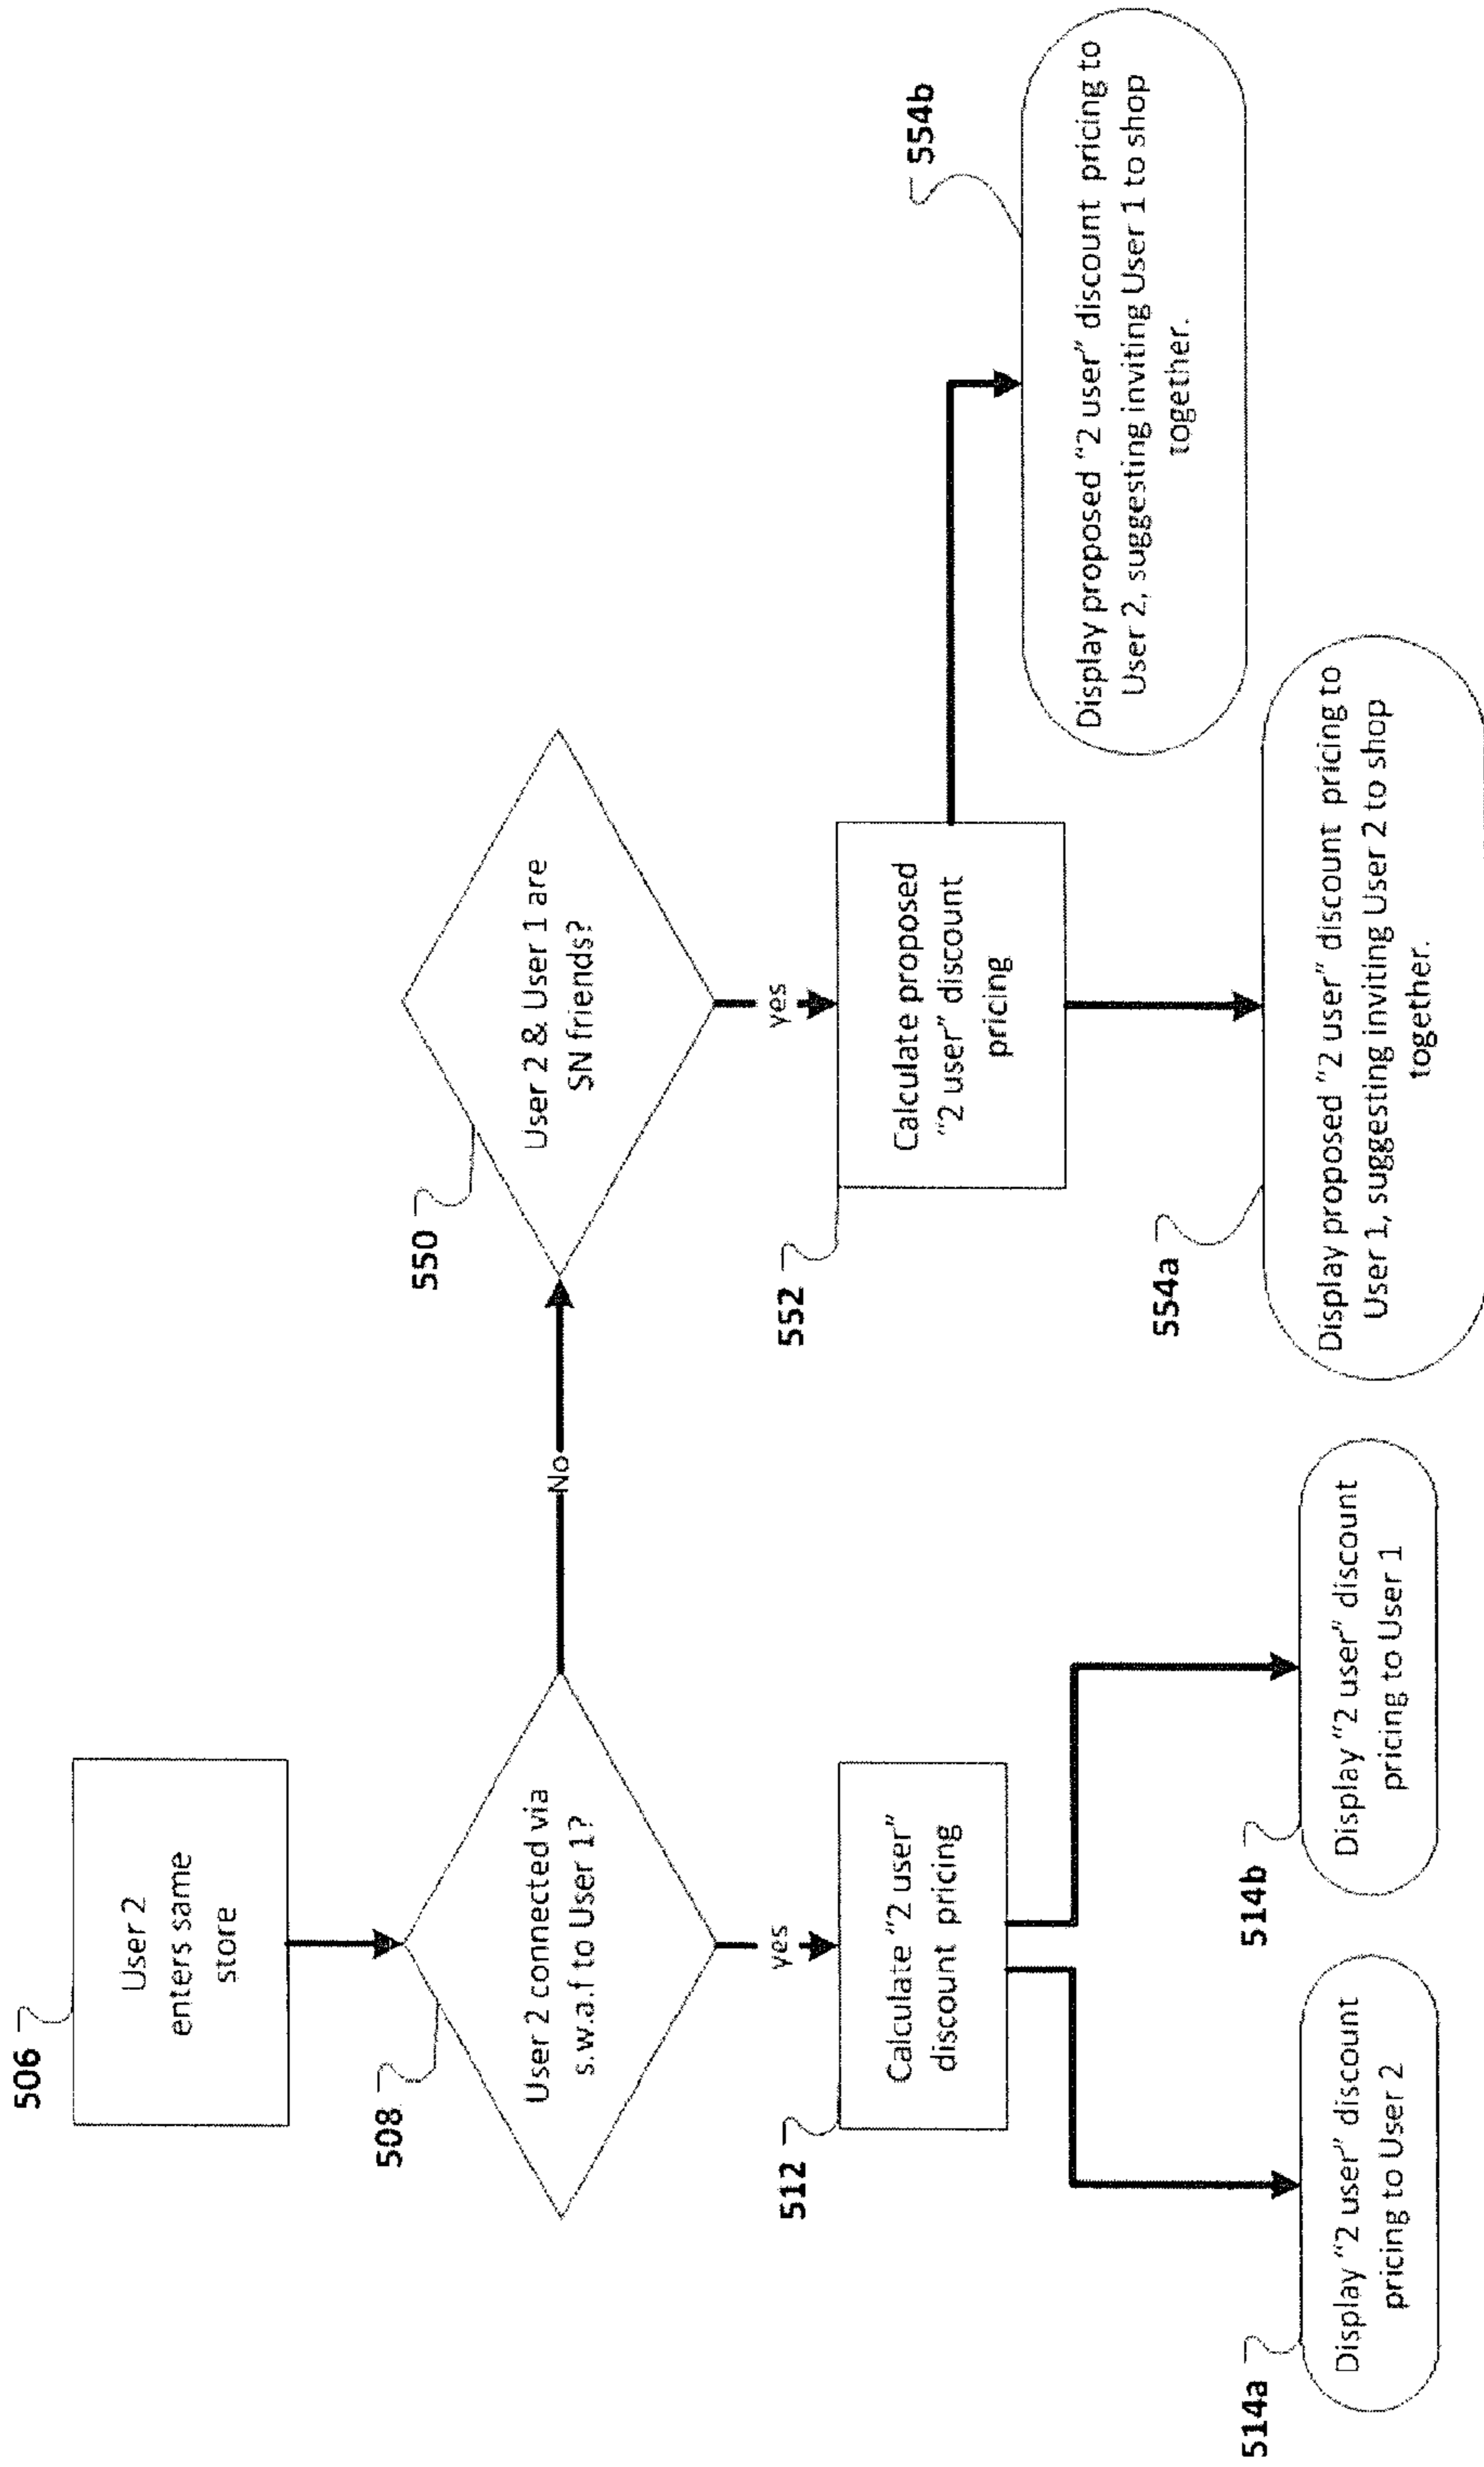 506
User 2
enters same
store
508
User 2 connected via
s.w.a.f to User 1?
No
yes
512
Calculate "2 user"
discount pricing
514a
Display "2 user" discount
pricing to User 2
514b
Display "2 user" discount
pricing to User 1
550
User 2 & User 1 are
SN friends?
yes
552
Calculate proposed
"2 user" discount
pricing
554a
Display proposed "2 user" discount pricing to
User 1, suggesting inviting User 2 to shop
together.
554b
Display proposed "2 user" discount pricing to
User 2, suggesting inviting User 1 to shop
together.